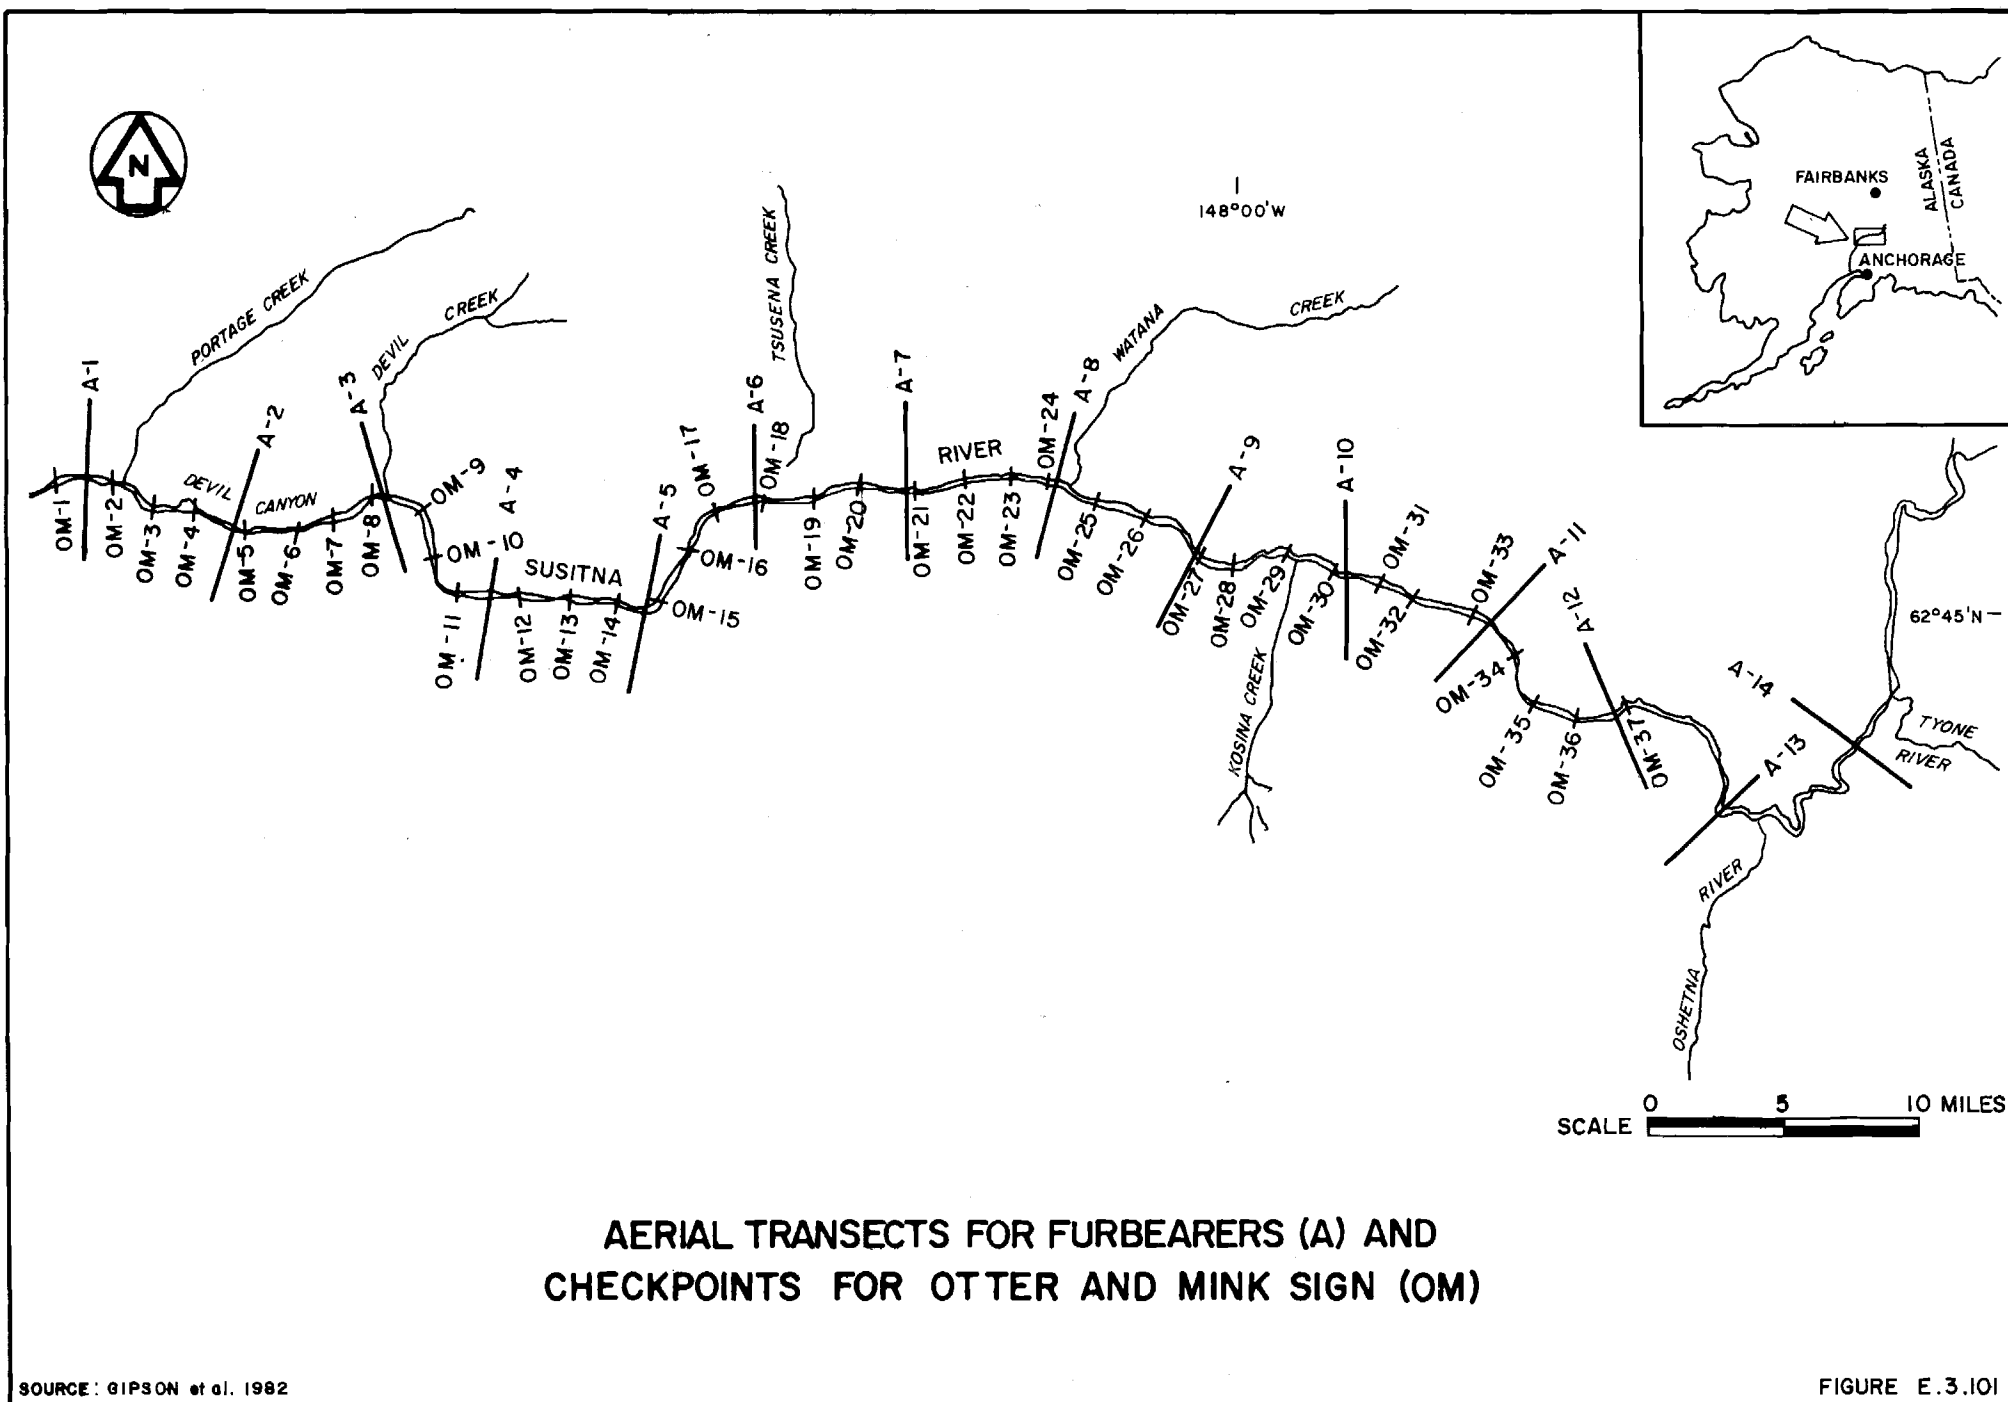 N
148°00'W
FAIRBANKS
ALASKA
CANADA
ANCHORAGE
PORTAGE CREEK
DEVIL CREEK
TSUSENA CREEK
WATANA CREEK
A-1
A-2
A-3
A-4
A-5
A-6
A-7
A-8
A-9
A-10
A-11
A-12
A-13
A-14
DEVIL CANYON
SUSITNA RIVER
OM-1
OM-2
OM-3
OM-4
OM-5
OM-6
OM-7
OM-8
OM-9
OM-10
OM-11
OM-12
OM-13
OM-14
OM-15
OM-16
OM-17
OM-18
OM-19
OM-20
OM-21
OM-22
OM-23
OM-24
OM-25
OM-26
OM-27
OM-28
OM-29
OM-30
OM-31
OM-32
OM-33
OM-34
OM-35
OM-36
OM-37
62°45'N
KOSINA CREEK
TYONE
RIVER
OSHETNA RIVER
0 5 10 MILES
SCALE
AERIAL TRANSECTS FOR FURBEARERS (A) AND
CHECKPOINTS FOR OTTER AND MINK SIGN (OM)
SOURCE: GIPSON et al. 1982
FIGURE E.3.101